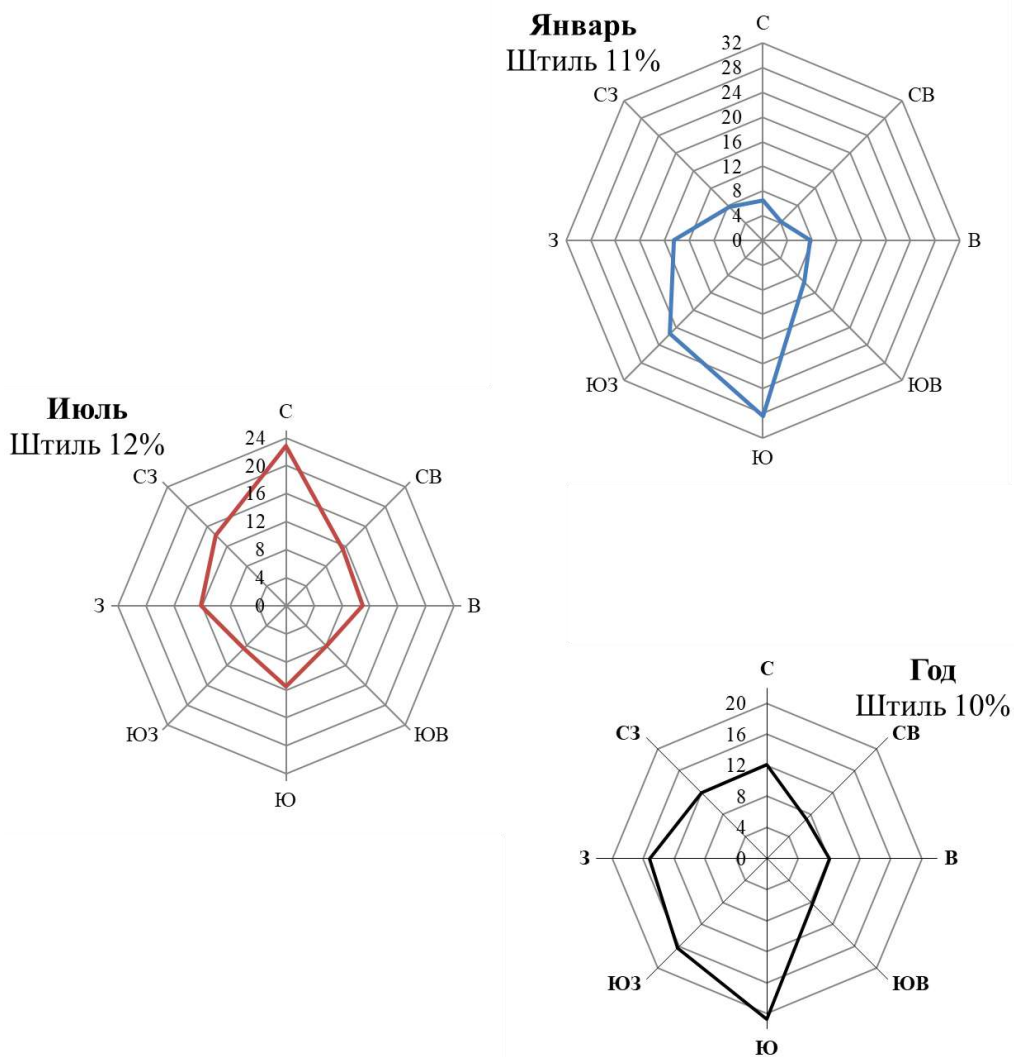 Январь
Штиль 11%
С
СВ
В
ЮВ
Ю
ЮЗ
З
СЗ
32
28
24
20
16
12
8
4
0
Июль
Штиль 12%
С
СВ
В
ЮВ
Ю
ЮЗ
З
СЗ
24
20
16
12
8
4
0
Год
Штиль 10%
С
СВ
В
ЮВ
Ю
ЮЗ
З
СЗ
20
16
12
8
4
0